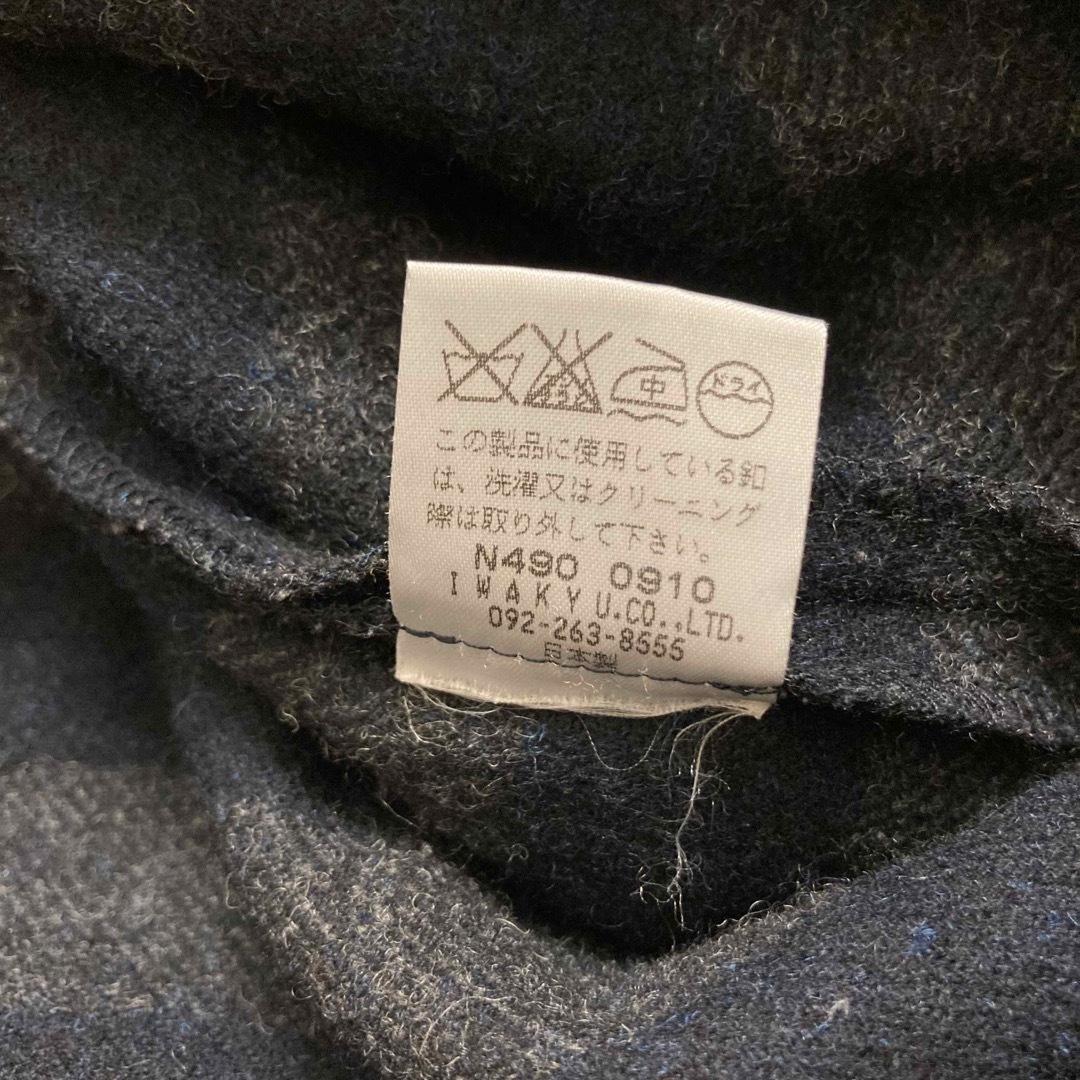 中 ドライ
この製品に使用している釦
は、洗濯又はクリーニング
際は取り外して下さい。
N490 0910
IWAKYU.CO.,LTD.
092-263-8555
日本製